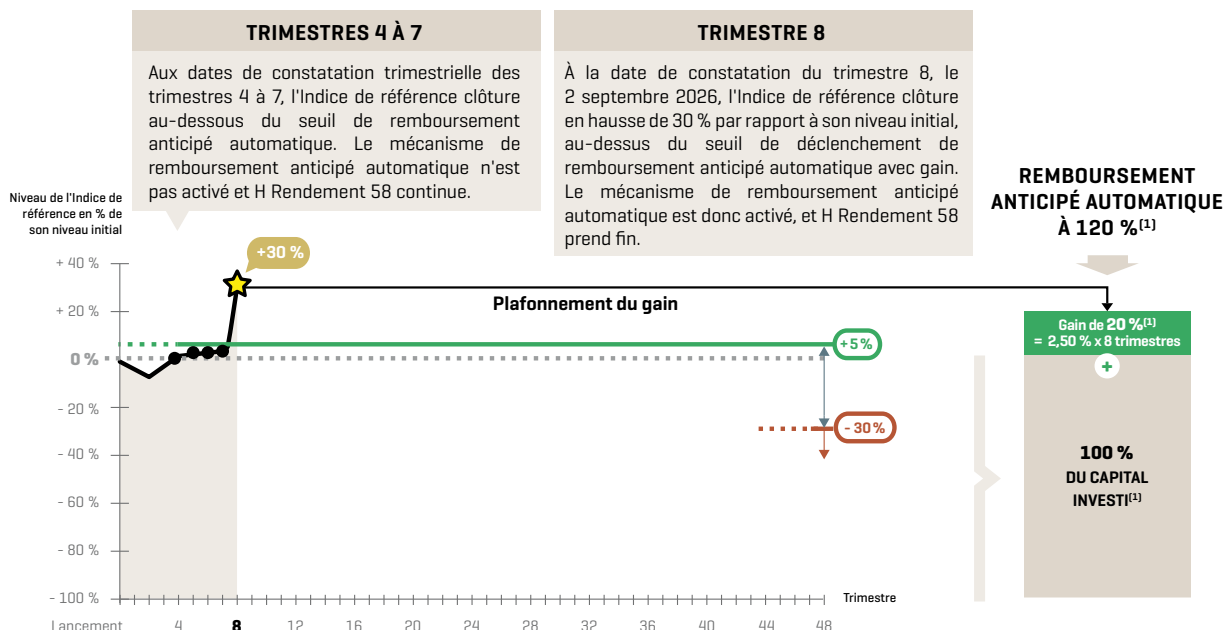 TRIMESTRES 4 À 7
Aux dates de constatation trimestrielle des
trimestres 4 à 7, l'Indice de référence clôture
au-dessous du seuil de remboursement
anticipé automatique. Le mécanisme de
remboursement anticipé automatique n'est
pas activé et H Rendement 58 continue.
TRIMESTRE 8
À la date de constatation du trimestre 8, le
2 septembre 2026, l'Indice de référence clôture
en hausse de 30 % par rapport à son niveau initial,
au-dessus du seuil de déclenchement de
remboursement anticipé automatique avec gain.
Le mécanisme de remboursement anticipé
automatique est donc activé, et H Rendement 58
prend fin.
REMBOURSEMENT
ANTICIPÉ AUTOMATIQUE
À 120 %(1)
Niveau de l'Indice de
référence en % de
son niveau initial
+ 40 %
+ 20 %
0 %
- 20 %
- 40 %
- 60 %
- 80 %
- 100 %
+30 %
Plafonnement du gain
+5 %
- 30 %
Gain de 20 %(1)
= 2,50 % x 8 trimestres
+
100 %
DU CAPITAL
INVESTI(1)
Trimestre
Lancement 4 8 12 16 20 24 28 32 36 40 44 48